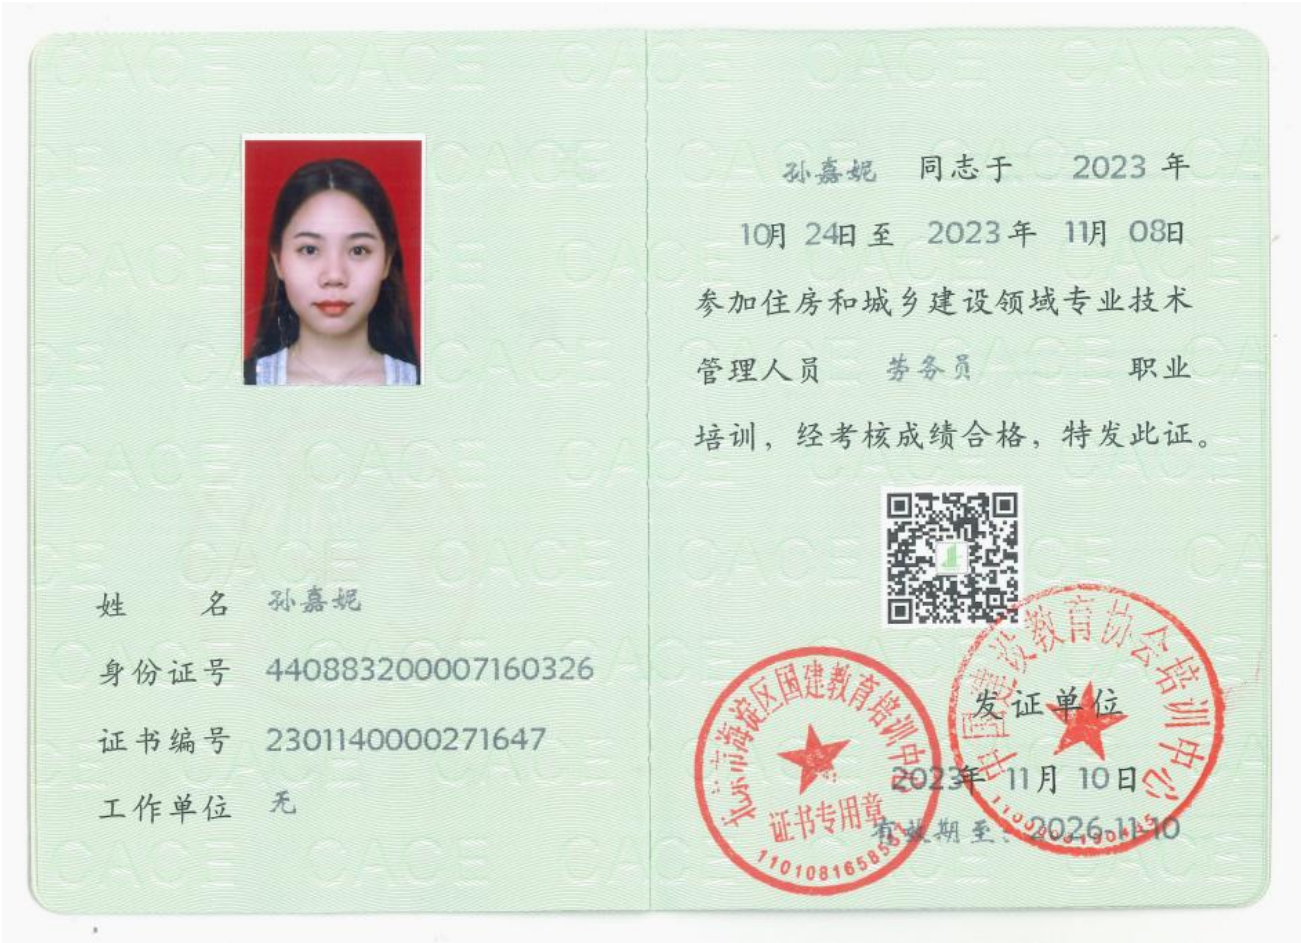 姓 名 孙嘉妮
身份证号 440883200007160326
证书编号 2301140000271647
工作单位 无
孙嘉妮 同志于 2023 年
10月 24日 至 2023 年 11月 08日
参加住房和城乡建设领域专业技术
管理人员 劳务员 职业
培训，经考核成绩合格，特发此证。
北京市海淀区国建教育培训中心
证书专用章
中国建设教育协会培训中心
发证单位
2023年 11月 10日
有效期至：2026-11-10
CACE